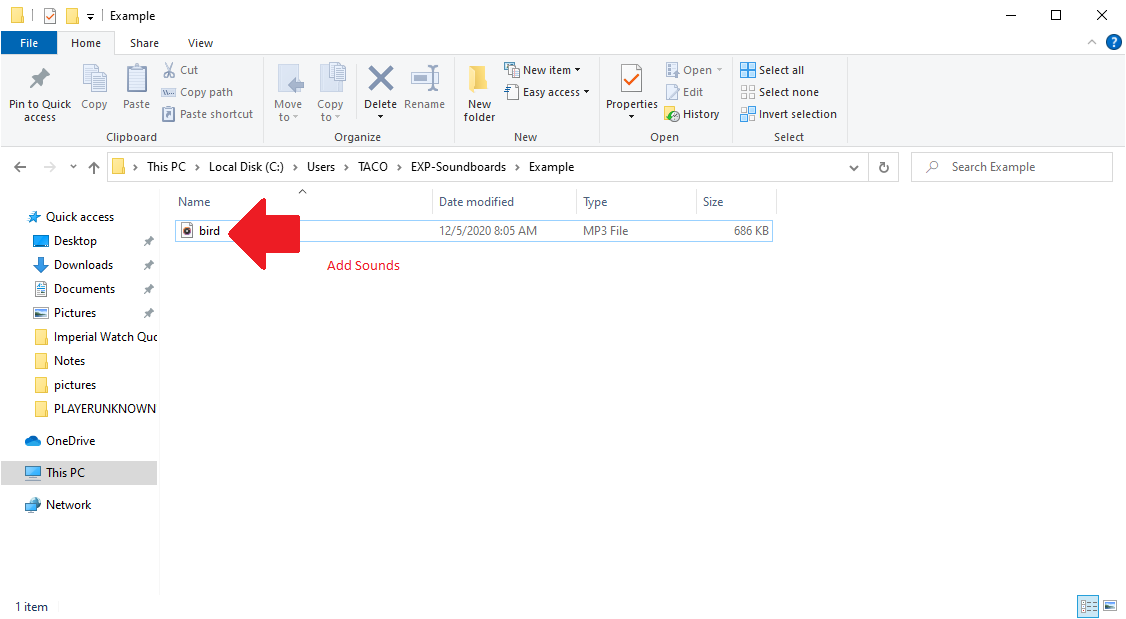 Example
File Home Share View
Pin to Quick access
Copy
Paste
Cut
Copy path
Paste shortcut
Clipboard
Move to
Copy to
Delete
Rename
Organize
New folder
New item
Easy access
New
Properties
Open
Edit
History
Open
Select all
Select none
Invert selection
Select
This PC > Local Disk (C:) > Users > TACO > EXP-Soundboards > Example
Search Example
Name Date modified Type Size
bird 12/5/2020 8:05 AM MP3 File 686 KB
Add Sounds
Quick access
Desktop
Downloads
Documents
Pictures
Imperial Watch Quo
Notes
pictures
PLAYERUNKNOWN
OneDrive
This PC
Network
1 item